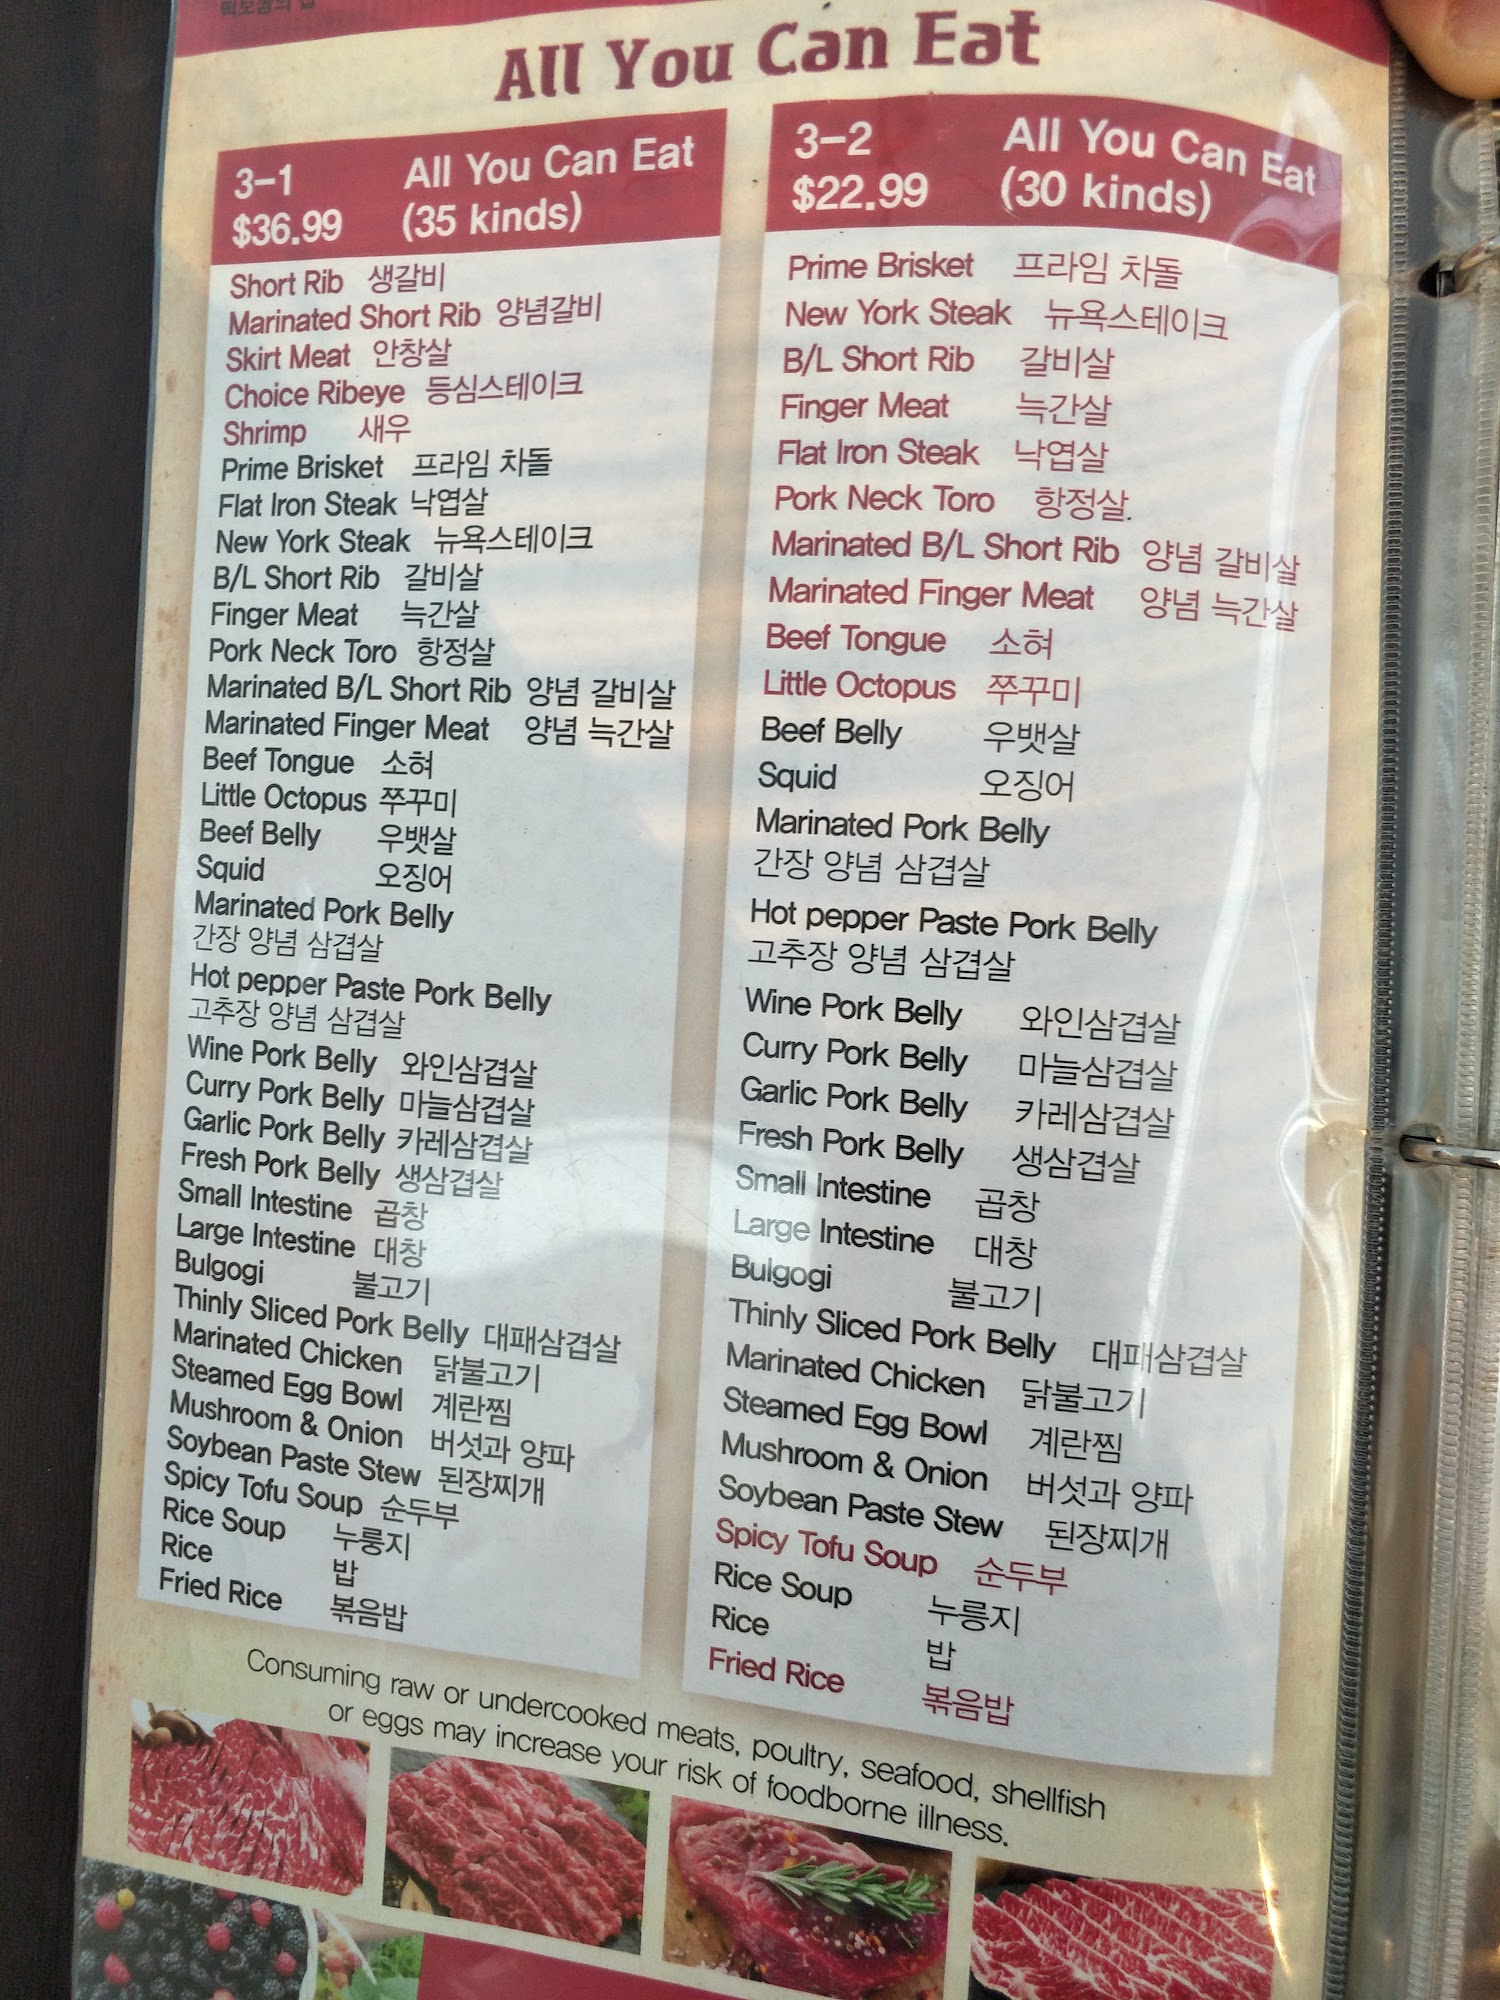 All You Can Eat
3-1 All You Can Eat
$36.99 (35 kinds)
Short Rib 생갈비
Marinated Short Rib 양념갈비
Skirt Meat 안창살
Choice Ribeye 등심스테이크
Shrimp 새우
Prime Brisket 프라임 차돌
Flat Iron Steak 낙엽살
New York Steak 뉴욕스테이크
B/L Short Rib 갈비살
Finger Meat 늑간살
Pork Neck Toro 항정살
Marinated B/L Short Rib 양념 갈비살
Marinated Finger Meat 양념 늑간살
Beef Tongue 소혀
Little Octopus 쭈꾸미
Beef Belly 우뱃살
Squid 오징어
Marinated Pork Belly
간장 양념 삼겹살
Hot pepper Paste Pork Belly
고추장 양념 삼겹살
Wine Pork Belly 와인삼겹살
Curry Pork Belly 마늘삼겹살
Garlic Pork Belly 카레삼겹살
Fresh Pork Belly 생삼겹살
Small Intestine 곱창
Large Intestine 대창
Bulgogi 불고기
Thinly Sliced Pork Belly 대패삼겹살
Marinated Chicken 닭불고기
Steamed Egg Bowl 계란찜
Mushroom & Onion 버섯과 양파
Soybean Paste Stew 된장찌개
Spicy Tofu Soup 순두부
Rice Soup 누룽지
Rice 밥
Fried Rice 볶음밥
3-2 All You Can Eat
$22.99 (30 kinds)
Prime Brisket 프라임 차돌
New York Steak 뉴욕스테이크
B/L Short Rib 갈비살
Finger Meat 늑간살
Flat Iron Steak 낙엽살
Pork Neck Toro 항정살.
Marinated B/L Short Rib 양념 갈비살
Marinated Finger Meat 양념 늑간살
Beef Tongue 소혀
Little Octopus 쭈꾸미
Beef Belly 우뱃살
Squid 오징어
Marinated Pork Belly
간장 양념 삼겹살
Hot pepper Paste Pork Belly
고추장 양념 삼겹살
Wine Pork Belly 와인삼겹살
Curry Pork Belly 마늘삼겹살
Garlic Pork Belly 카레삼겹살
Fresh Pork Belly 생삼겹살
Small Intestine 곱창
Large Intestine 대창
Bulgogi 불고기
Thinly Sliced Pork Belly 대패삼겹살
Marinated Chicken 닭불고기
Steamed Egg Bowl 계란찜
Mushroom & Onion 버섯과 양파
Soybean Paste Stew 된장찌개
Spicy Tofu Soup 순두부
Rice Soup 누룽지
Rice 밥
Fried Rice 볶음밥
Consuming raw or undercooked meats, poultry, seafood, shellfish
or eggs may increase your risk of foodborne illness.